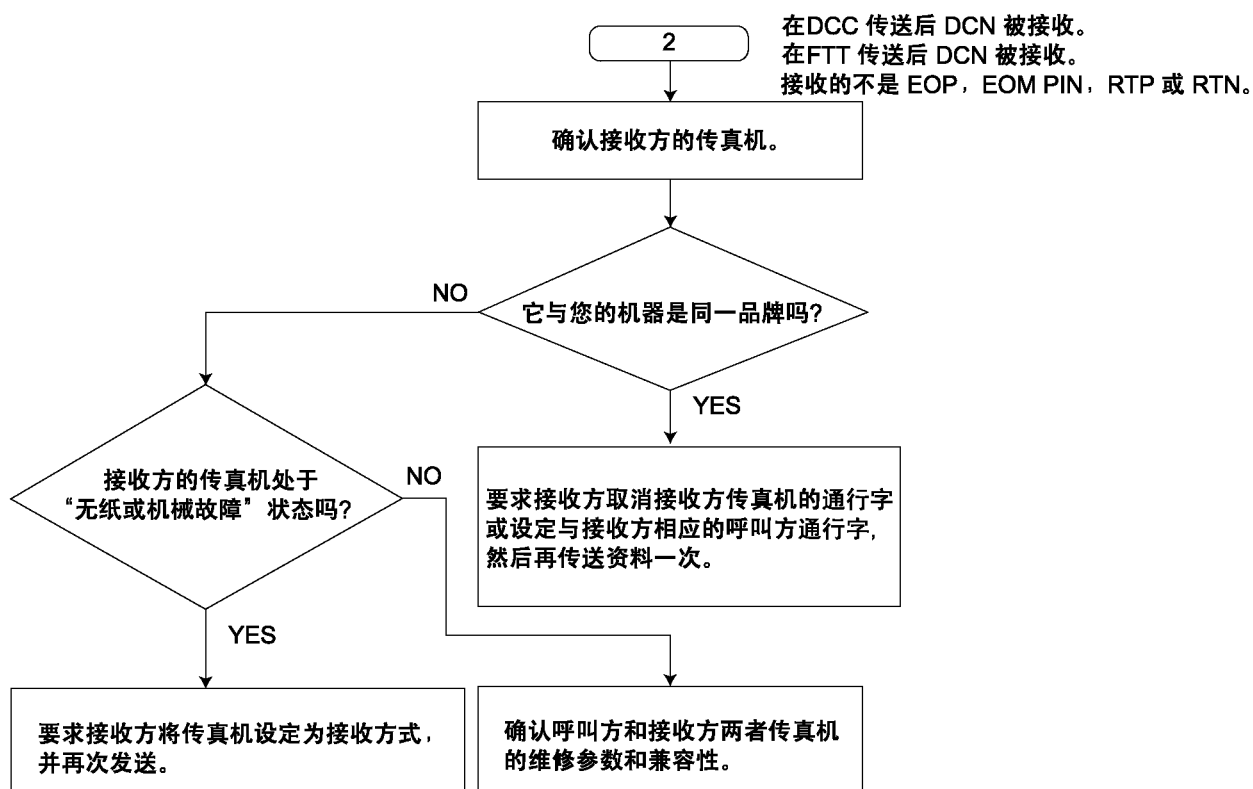 2
在DCC 传送后 DCN 被接收。
在FTT 传送后 DCN 被接收。
接收的不是 EOP，EOM PIN，RTP 或 RTN。
确认接收方的传真机。
它与您的机器是同一品牌吗?
NO
YES
接收方的传真机处于
“无纸或机械故障”状态吗?
NO
YES
要求接收方取消接收方传真机的通行字
或设定与接收方相应的呼叫方通行字,
然后再传送资料一次。
要求接收方将传真机设定为接收方式，
并再次发送。
确认呼叫方和接收方两者传真机
的维修参数和兼容性。